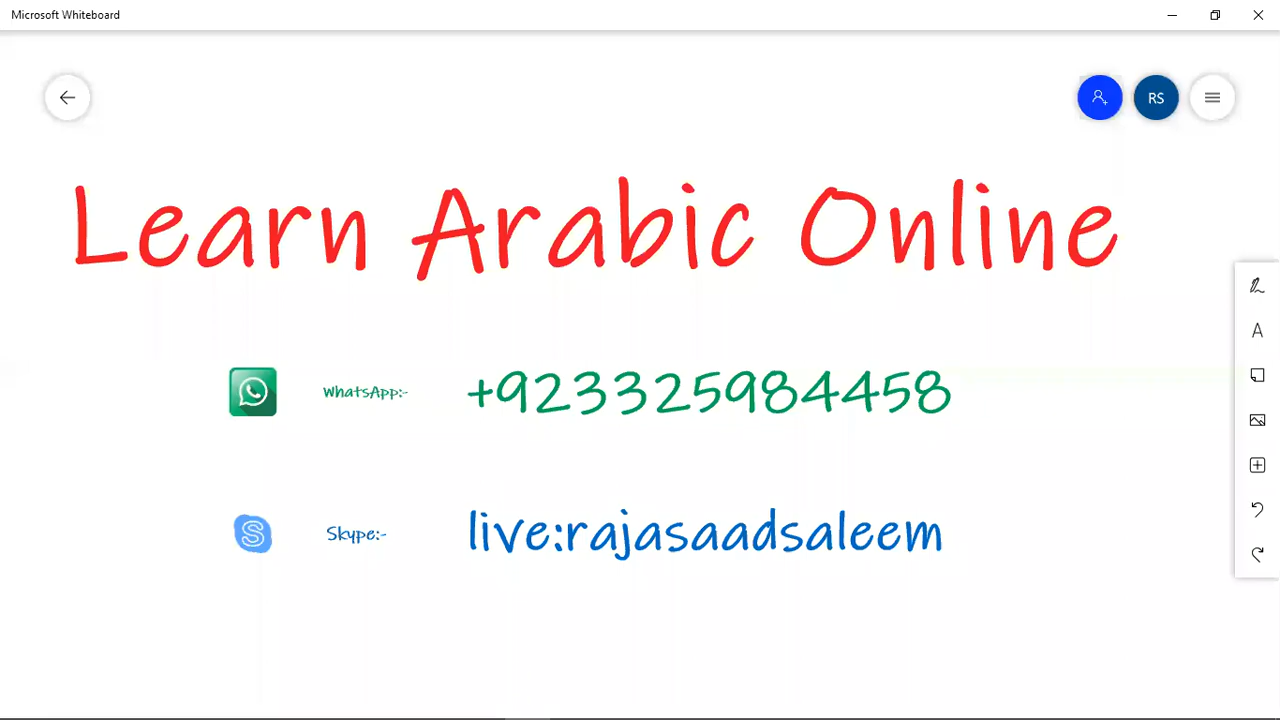 Microsoft Whiteboard
RS
Learn Arabic Online
WhatsApp:- +923325984458
Skype:- live:rajasaadsaleem